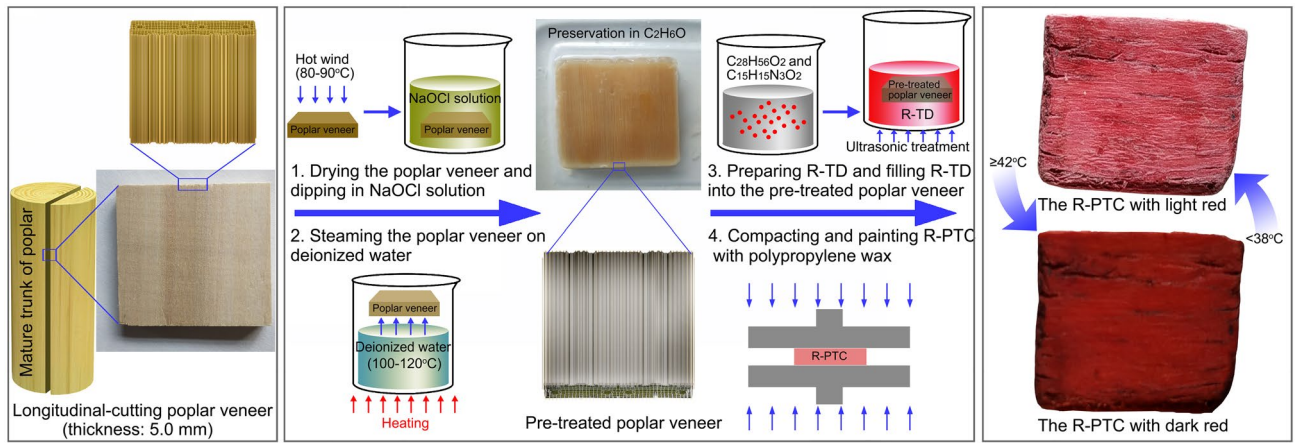 Mature trunk of poplar
Longitudinal-cutting poplar veneer
(thickness: 5.0 mm)
Hot wind
(80-90°C)
Poplar veneer
NaOCl solution
Poplar veneer
1. Drying the poplar veneer and
dipping in NaOCl solution
2. Steaming the poplar veneer on
deionized water
Poplar veneer
Deionized water
(100-120°C)
Heating
Preservation in C2H6O
Pre-treated poplar veneer
C28H56O2 and
C15H15N3O2
Pre-treated
poplar veneer
R-TD
Ultrasonic treatment
3. Preparing R-TD and filling R-TD
into the pre-treated poplar veneer
4. Compacting and painting R-PTC
with polypropylene wax
R-PTC
≥42°C
The R-PTC with light red
<38°C
The R-PTC with dark red